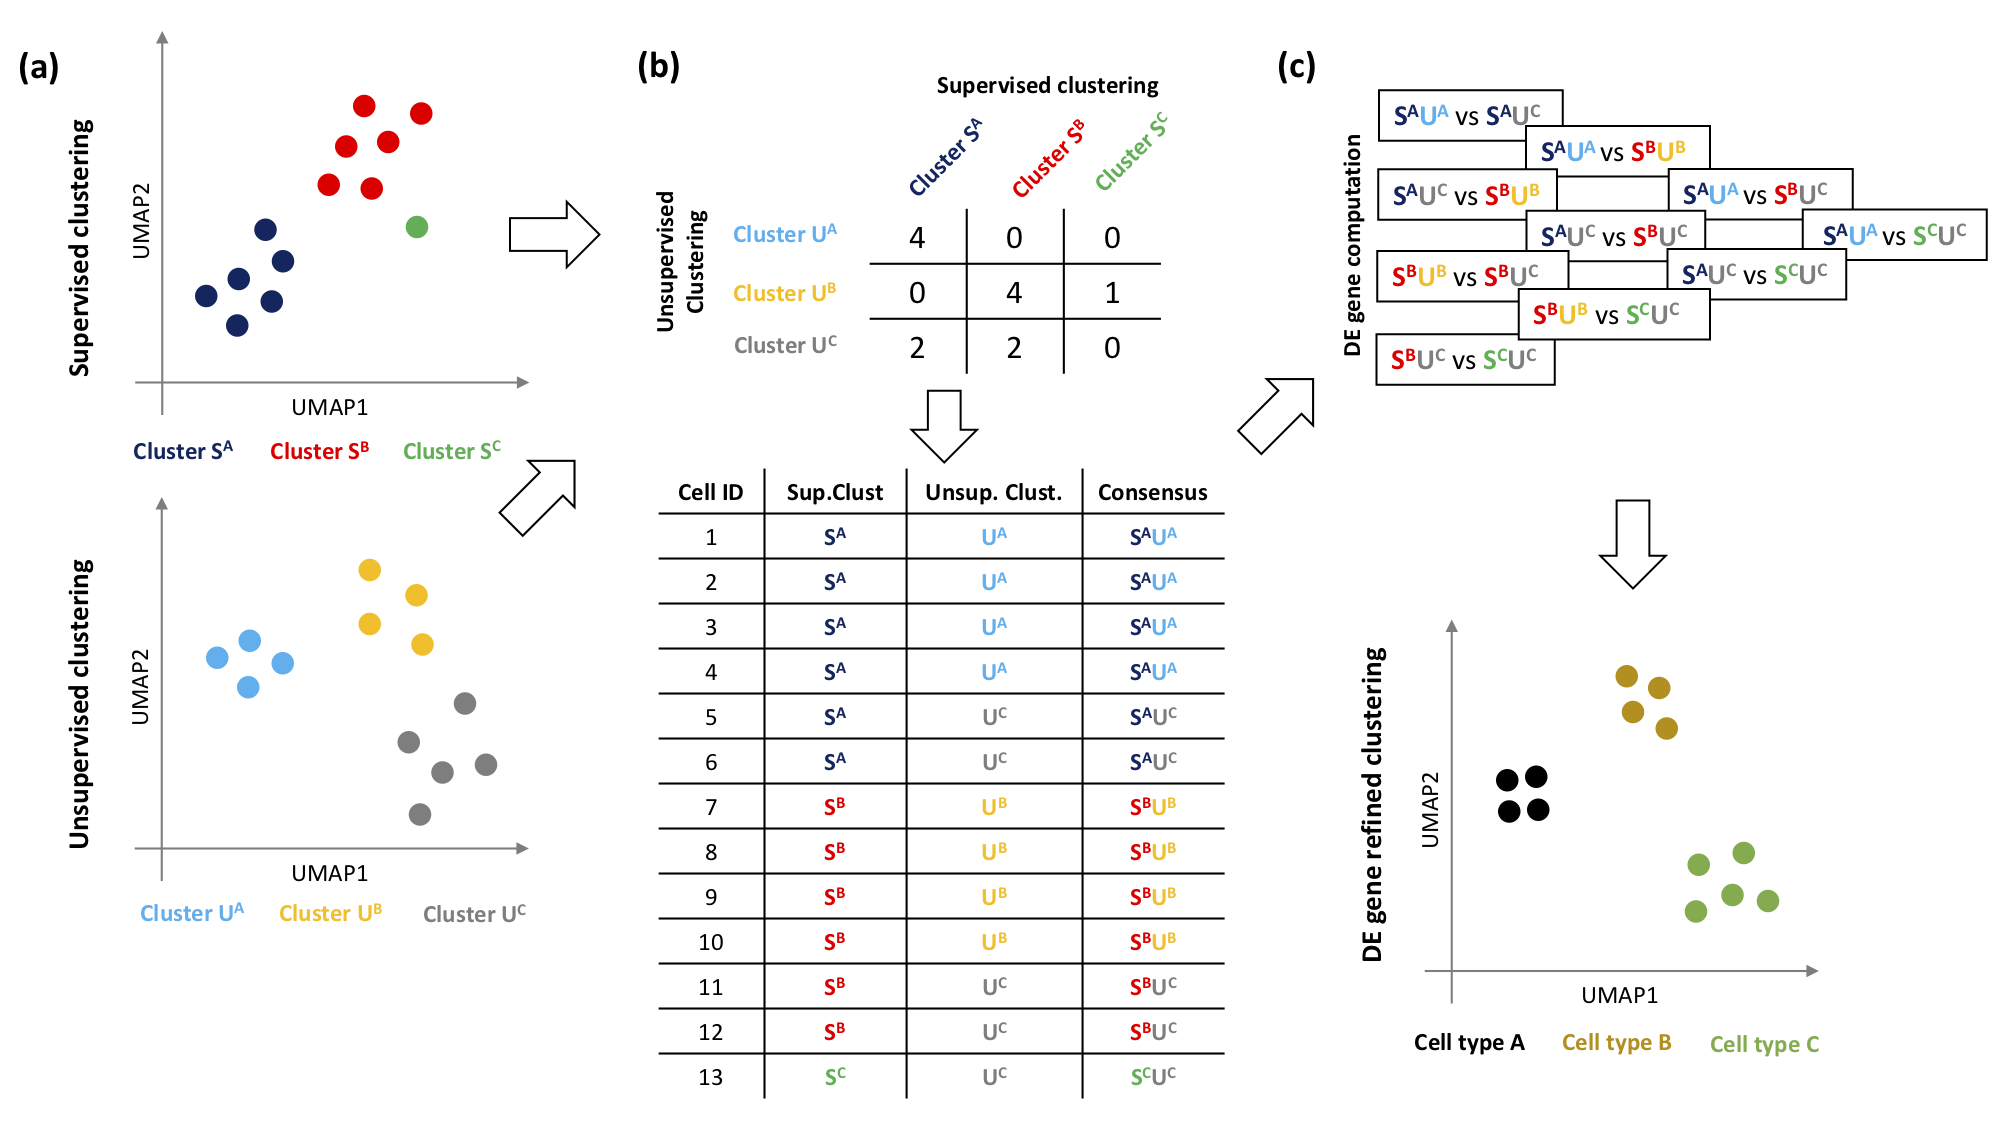 (a)
Supervised clustering
UMAP2
UMAP1
Cluster Sᴬ Cluster Sᴮ Cluster Sᶜ
Unsupervised clustering
UMAP2
UMAP1
Cluster Uᴬ Cluster Uᴮ Cluster Uᶜ
(b)
Supervised clustering
Cluster Sᴬ Cluster Sᴮ Cluster Sᶜ
Unsupervised
Clustering
Cluster Uᴬ 4 0 0
Cluster Uᴮ 0 4 1
Cluster Uᶜ 2 2 0
Cell ID Sup.Clust Unsup. Clust. Consensus
1 Sᴬ Uᴬ SᴬUᴬ
2 Sᴬ Uᴬ SᴬUᴬ
3 Sᴬ Uᴬ SᴬUᴬ
4 Sᴬ Uᴬ SᴬUᴬ
5 Sᴬ Uᶜ SᴬUᶜ
6 Sᴬ Uᶜ SᴬUᶜ
7 Sᴮ Uᴮ SᴮUᴮ
8 Sᴮ Uᴮ SᴮUᴮ
9 Sᴮ Uᴮ SᴮUᴮ
10 Sᴮ Uᴮ SᴮUᴮ
11 Sᴮ Uᶜ SᴮUᶜ
12 Sᴮ Uᶜ SᴮUᶜ
13 Sᶜ Uᶜ SᶜUᶜ
(c)
DE gene computation
SᴬUᴬ vs SᴬUᶜ
SᴬUᴬ vs SᴮUᴮ
SᴬUᶜ vs SᴮUᴮ
SᴬUᴬ vs SᴮUᶜ
SᴬUᶜ vs SᴮUᶜ
SᴬUᴬ vs SᶜUᶜ
SᴮUᴮ vs SᴮUᶜ
SᴬUᶜ vs SᶜUᶜ
SᴮUᴮ vs SᶜUᶜ
SᴮUᶜ vs SᶜUᶜ
DE gene refined clustering
UMAP2
UMAP1
Cell type A Cell type B Cell type C